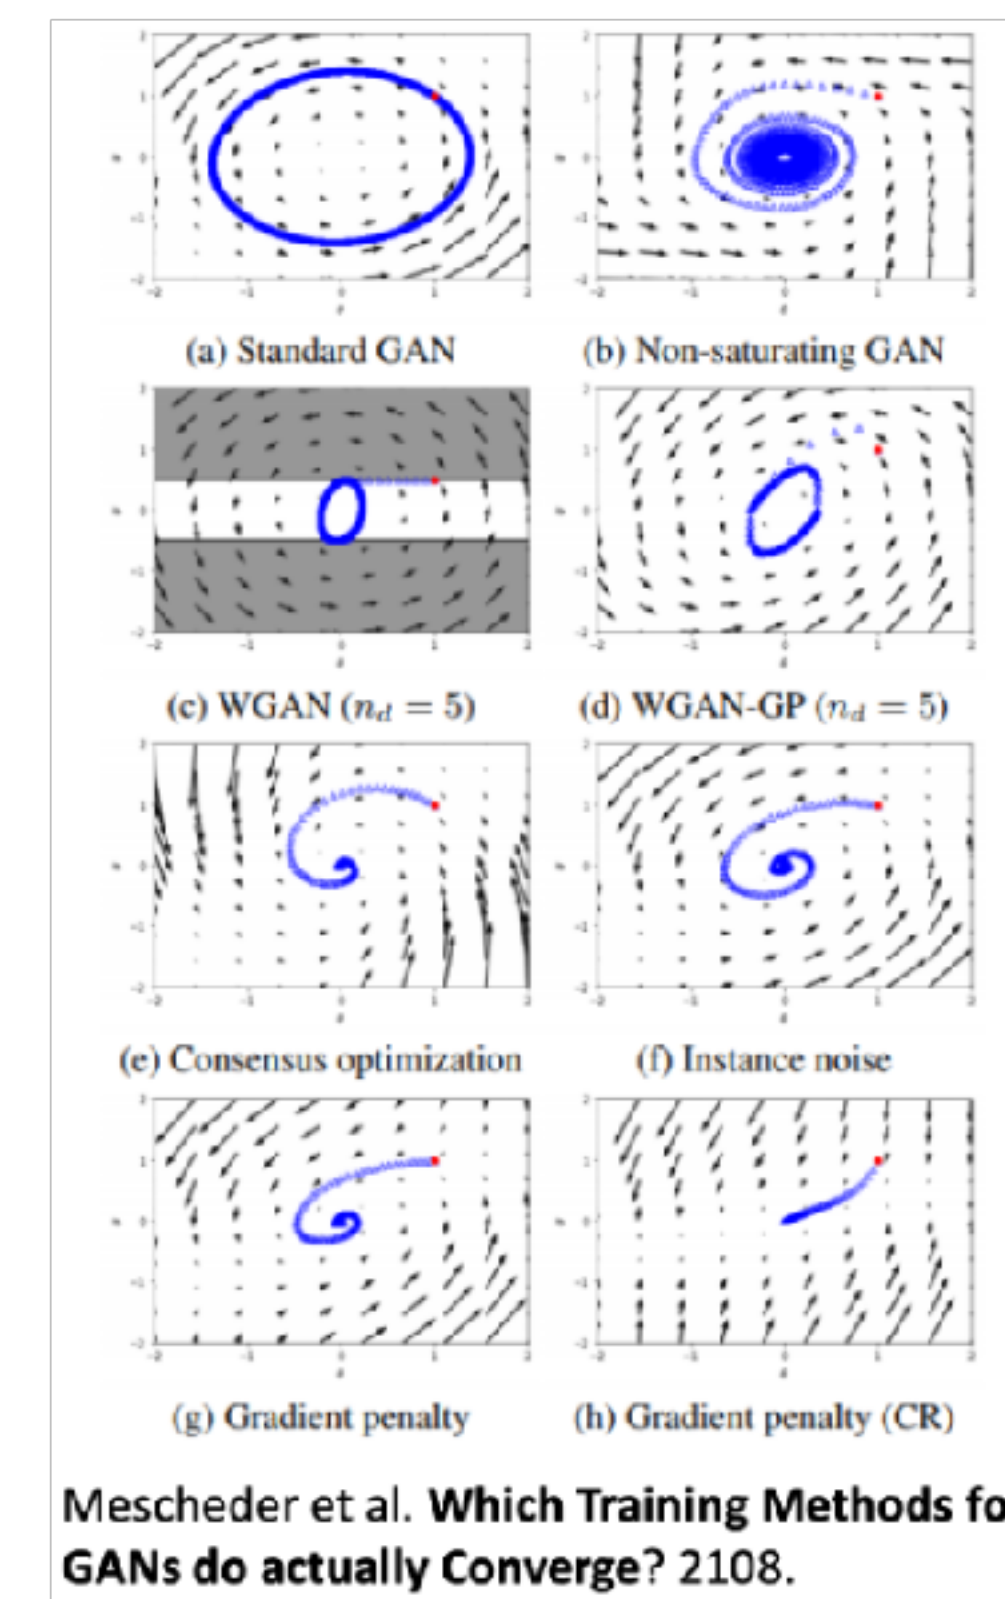 (a) Standard GAN
(b) Non-saturating GAN
(c) WGAN (n_d = 5)
(d) WGAN-GP (n_d = 5)
(e) Consensus optimization
(f) Instance noise
(g) Gradient penalty
(h) Gradient penalty (CR)
Mescheder et al. Which Training Methods fo
GANs do actually Converge? 2108.